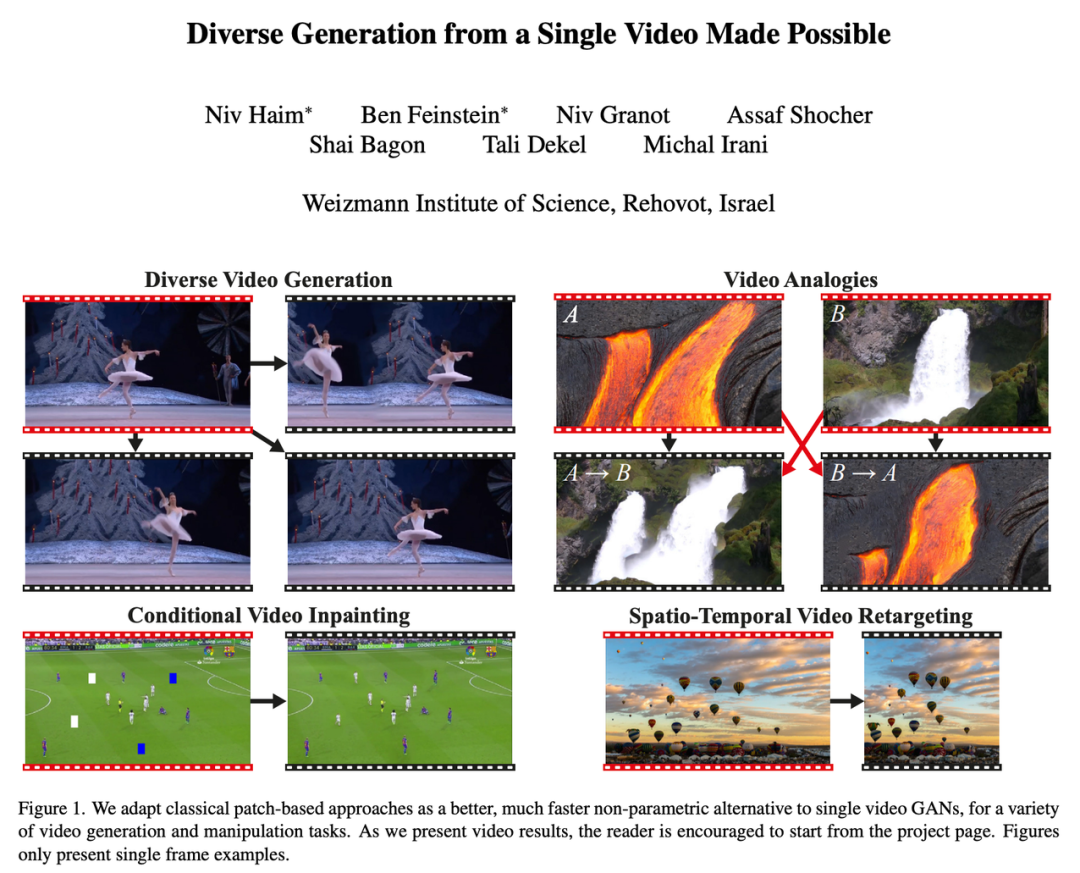 Diverse Generation from a Single Video Made Possible
Niv Haim* Ben Feinstein* Niv Granot Assaf Shocher
Shai Bagon Tali Dekel Michal Irani
Weizmann Institute of Science, Rehovot, Israel
Diverse Video Generation
Video Analogies
A
B
A → B
B → A
Conditional Video Inpainting
Spatio-Temporal Video Retargeting
Figure 1. We adapt classical patch-based approaches as a better, much faster non-parametric alternative to single video GANs, for a variety
of video generation and manipulation tasks. As we present video results, the reader is encouraged to start from the project page. Figures
only present single frame examples.